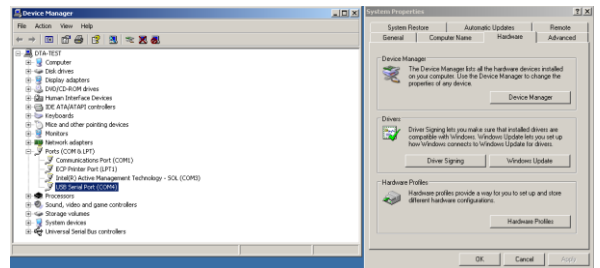 Device Manager
File Action View Help
DTA-TEST
Computer
Disk drives
Display adapters
DVD/CD-ROM drives
Human Interface Devices
IDE ATA/ATAPI controllers
Keyboards
Mice and other pointing devices
Monitors
Network adapters
Ports (COM & LPT)
Communications Port (COM1)
ECP Printer Port (LPT1)
Intel(R) Active Management Technology - SOL (COM3)
USB Serial Port (COM4)
Processors
Sound, video and game controllers
Storage volumes
System devices
Universal Serial Bus controllers
System Properties
System Restore Automatic Updates Remote
General Computer Name Hardware Advanced
Device Manager
The Device Manager lists all the hardware devices installed
on your computer. Use the Device Manager to change the
properties of any device.
Device Manager
Drivers
Driver Signing lets you make sure that installed drivers are
compatible with Windows. Windows Update lets you set up
how Windows connects to Windows Update for drivers.
Driver Signing Windows Update
Hardware Profiles
Hardware profiles provide a way for you to set up and store
different hardware configurations.
Hardware Profiles
OK Cancel Apply